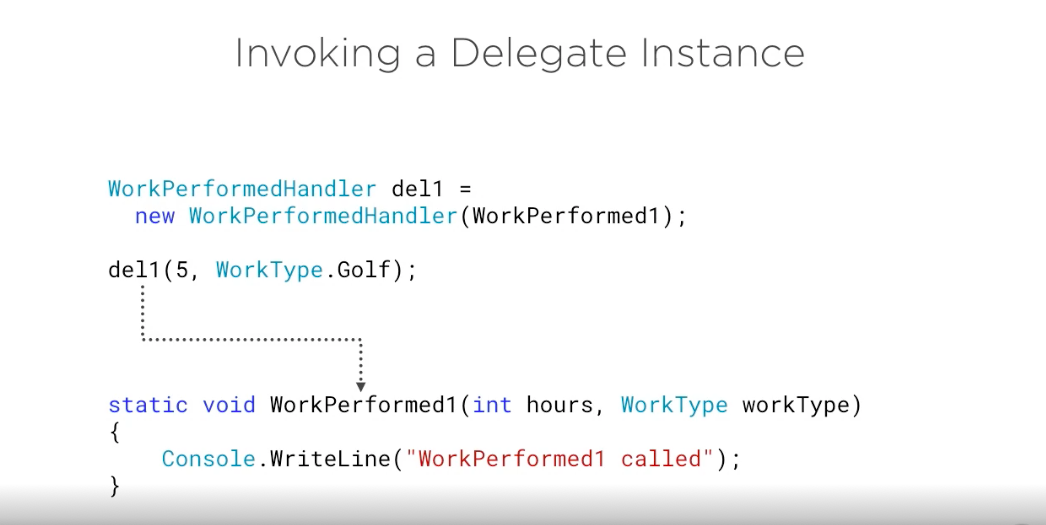 Invoking a Delegate Instance
WorkPerformedHandler del1 =
new WorkPerformedHandler(WorkPerformed1);
del1(5, WorkType.Golf);
static void WorkPerformed1(int hours, WorkType workType)
{
Console.WriteLine("WorkPerformed1 called");
}